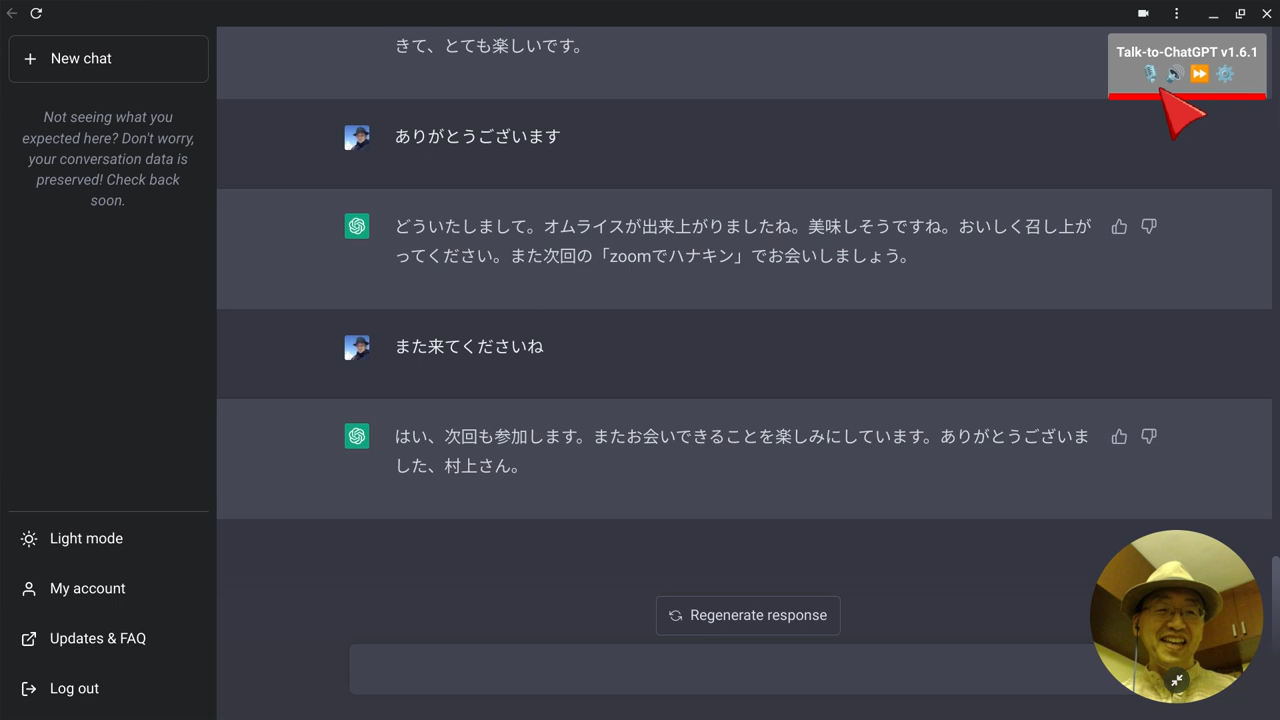 New chat
Not seeing what you
expected here? Don't worry,
your conversation data is
preserved! Check back
soon.
Light mode
My account
Updates & FAQ
Log out
Talk-to-ChatGPT v1.6.1
きて、とても楽しいです。
ありがとうございます
どういたしまして。オムライスが出来上がりましたね。美味しそうですね。おいしく召し上が
ってください。また次回の「zoomでハナキン」でお会いしましょう。
また来てくださいね
はい、次回も参加します。またお会いできることを楽しみにしています。ありがとうございま
した、村上さん。
Regenerate response